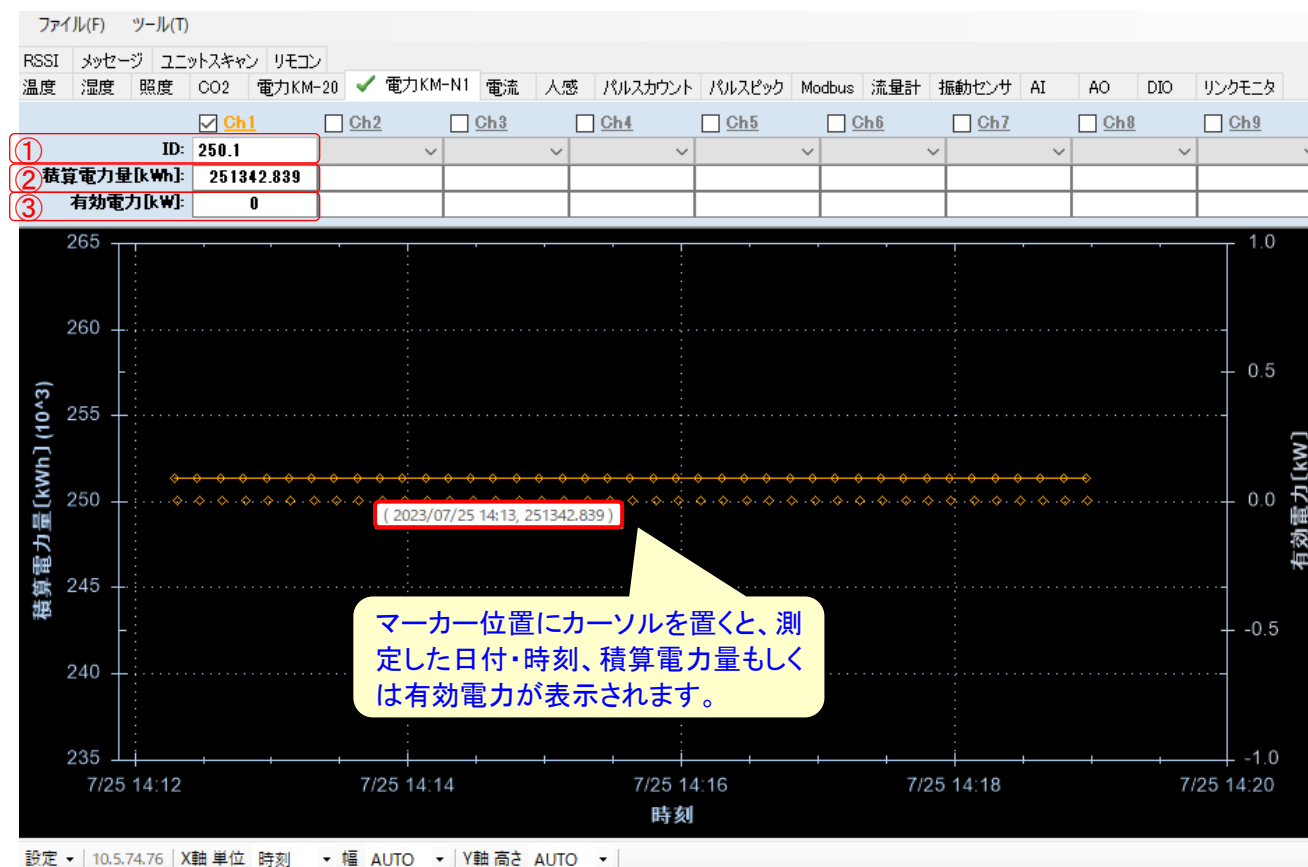 ファイル(F) ツール(T)
RSSI メッセージ ユニットスキャン リモコン
温度 湿度 照度 CO2 電力KM-20 電力KM-N1 電流 人感 パルスカウント パルスピック Modbus 流量計 振動センサ AI AO DIO リンクモニタ
Ch1 Ch2 Ch3 Ch4 Ch5 Ch6 Ch7 Ch8 Ch9
① ID: 250.1
② 積算電力量[kWh]: 251342.839
③ 有効電力[kW]: 0
265 1.0
260
0.5
255
250 0.0
245
-0.5
240
235 -1.0
積算電力量[kWh] (10^3)
有効電力[kW]
( 2023/07/25 14:13, 251342.839 )
マーカー位置にカーソルを置くと、測
定した日付・時刻、積算電力量もしく
は有効電力が表示されます。
7/25 14:12 7/25 14:14 7/25 14:16 7/25 14:18 7/25 14:20
時刻
設定 10.5.74.76 X軸 単位 時刻 幅 AUTO Y軸 高さ AUTO